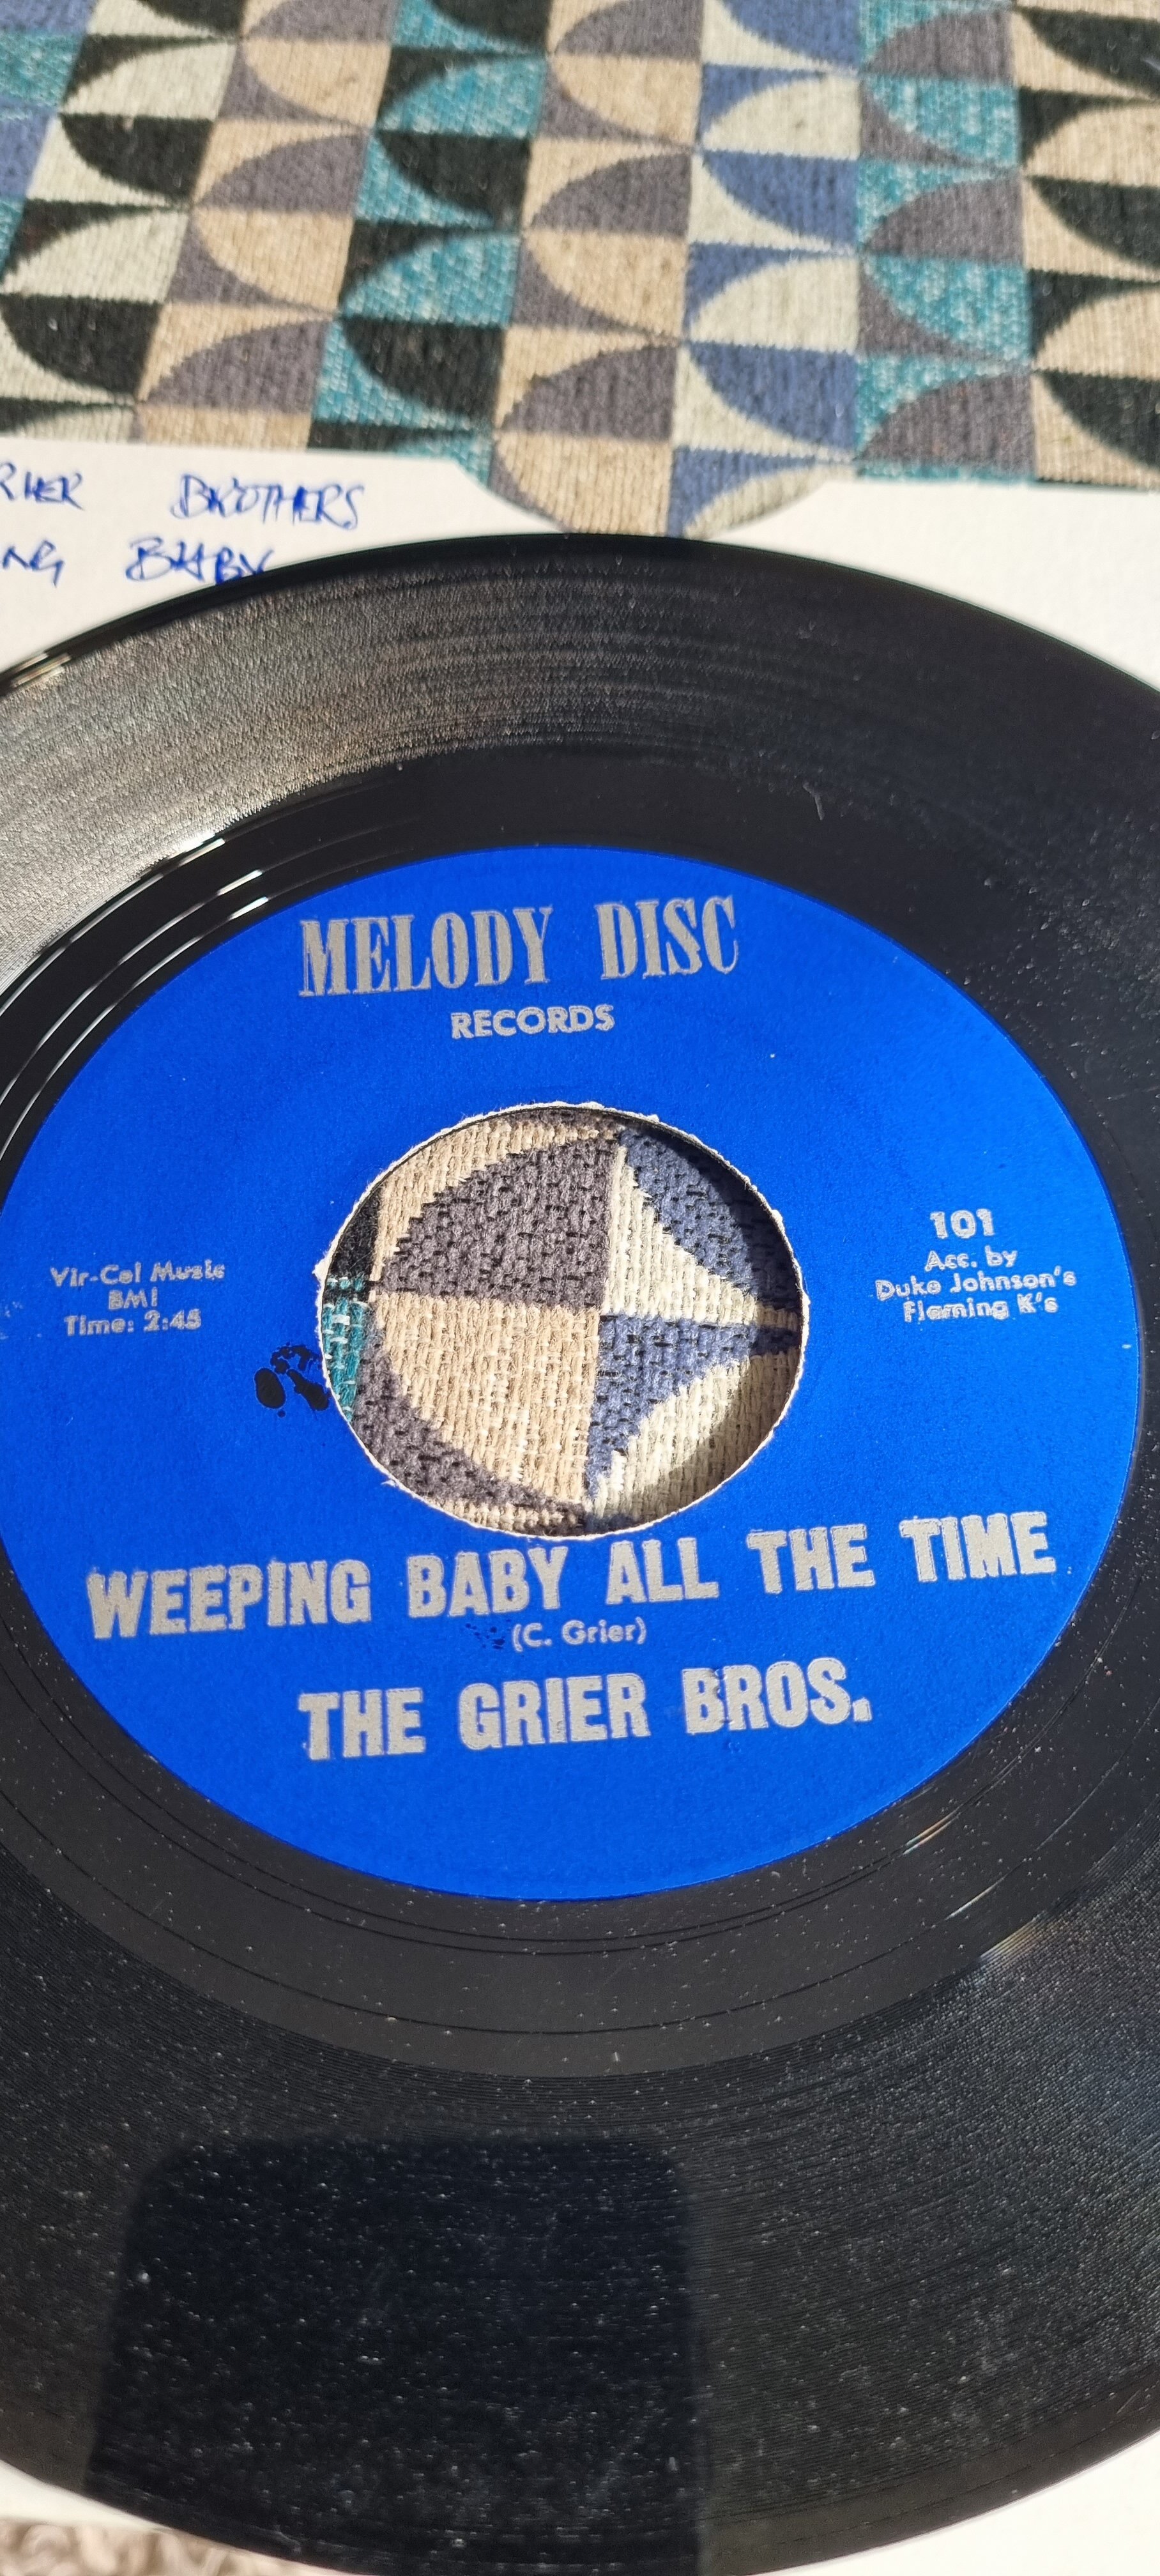 BROTHERS
BABY
MELODY DISC
RECORDS
Vir-Cel Music
BMI
Time: 2:45
101
Acc. by
Duke Johnson's
Flaming K's
WEEPING BABY ALL THE TIME
(C. Grier)
THE GRIER BROS.